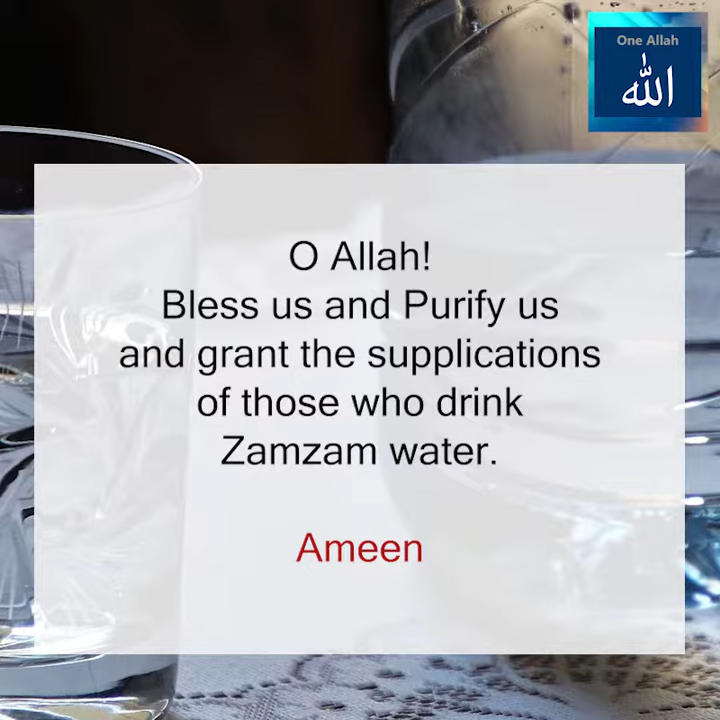 One Allah
الله
O Allah!
Bless us and Purify us
and grant the supplications
of those who drink
Zamzam water.
Ameen